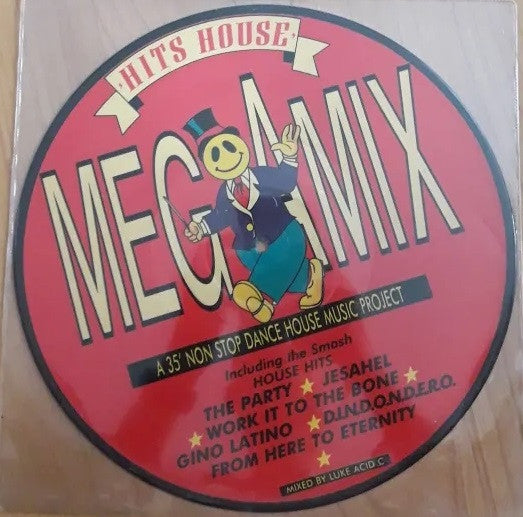 HITS HOUSE
MEGAMIX
A 35' NON STOP DANCE HOUSE MUSIC PROJECT
Including the Smash
HOUSE HITS
THE PARTY ★ JESAHEL
★ WORK IT TO THE BONE ★
GINO LATINO ★ D.I.N.D.O.N.D.E.R.O.
FROM HERE TO ETERNITY
★
MIXED BY LUKE ACID C